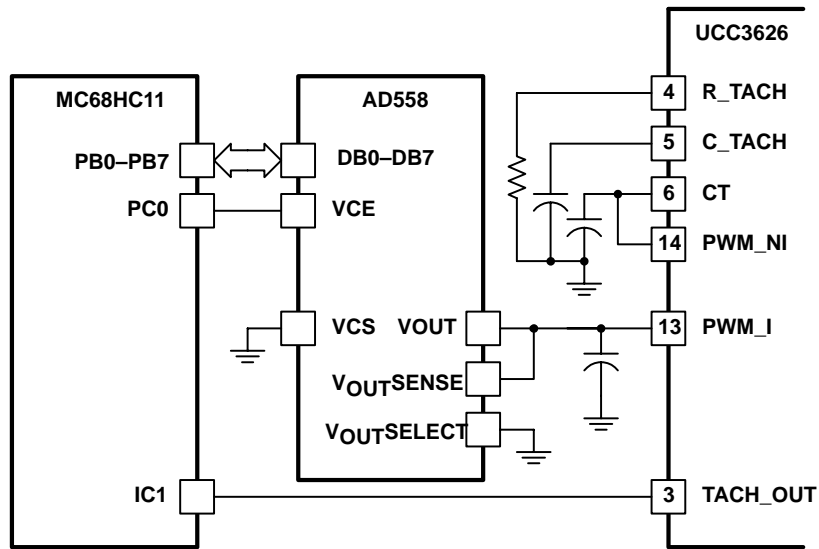 UCC3626
MC68HC11
AD558
4 R_TACH
5 C_TACH
PB0–PB7
DB0–DB7
6 CT
PC0
VCE
14 PWM_NI
VCS
VOUT
13 PWM_I
VOUTSENSE
VOUTSELECT
IC1
3 TACH_OUT